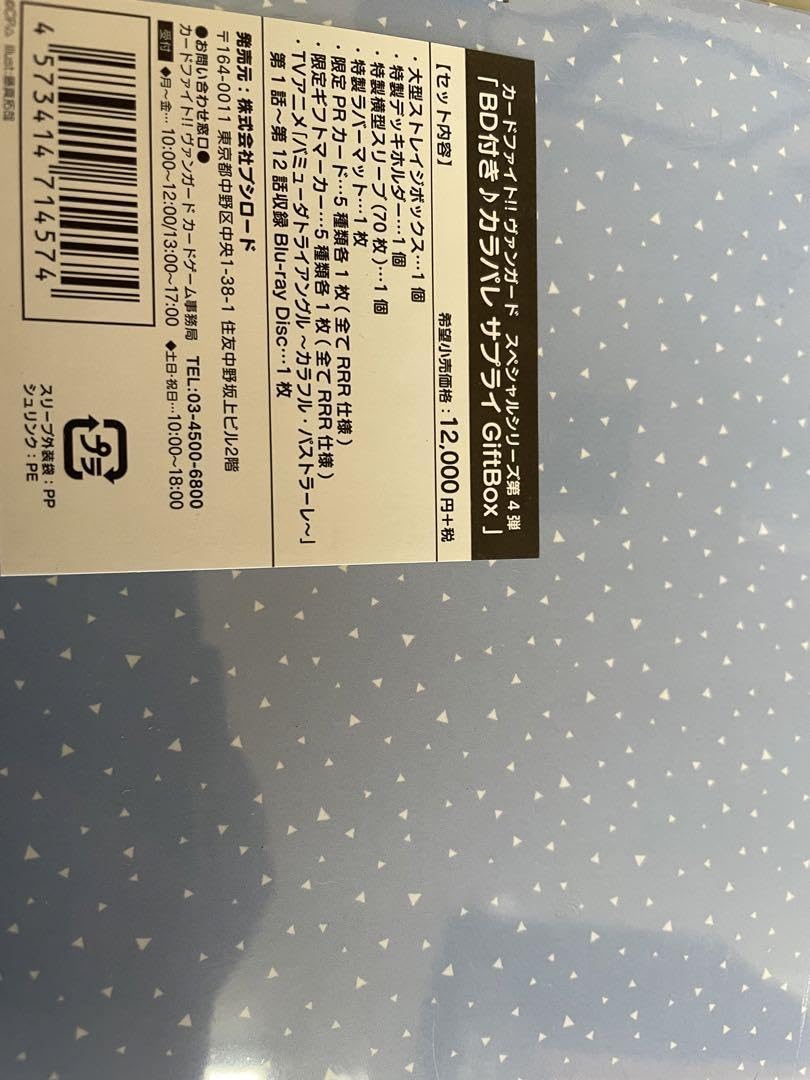 カードファイト!! ヴァンガード スペシャルシリーズ第4弾
「BD付き♪カラパレ サプライ GiftBox」
希望小売価格：12,000円+税
【セット内容】
・大型ストレイジボックス…1個
・特製デッキホルダー…1個
・特製横型スリーブ(70枚)…1個
・特製ラバーマット…1枚
・限定 PR カード…5種類各1枚(全て RRR 仕様)
・限定ギフトマーカー…5種類各1枚(全て RRR 仕様)
・TVアニメ「バミューダトライアングル ～カラフル・パストラーレ～」
第1話～第12話収録 Blu-ray Disc…1枚
発売元：株式会社ブシロード
〒164-0011 東京都中野区中央1-38-1 住友中野坂上ビル2階
●お問い合わせ窓口●
カードファイト!! ヴァンガード カードゲーム事務局 TEL:03-4500-6800
受付 ◆月～金…10:00～12:00/13:00～17:00 ◆土日・祝日…10:00～18:00
4573414714574
プラ
スリーブ外装袋：PP
シュリンク：PE